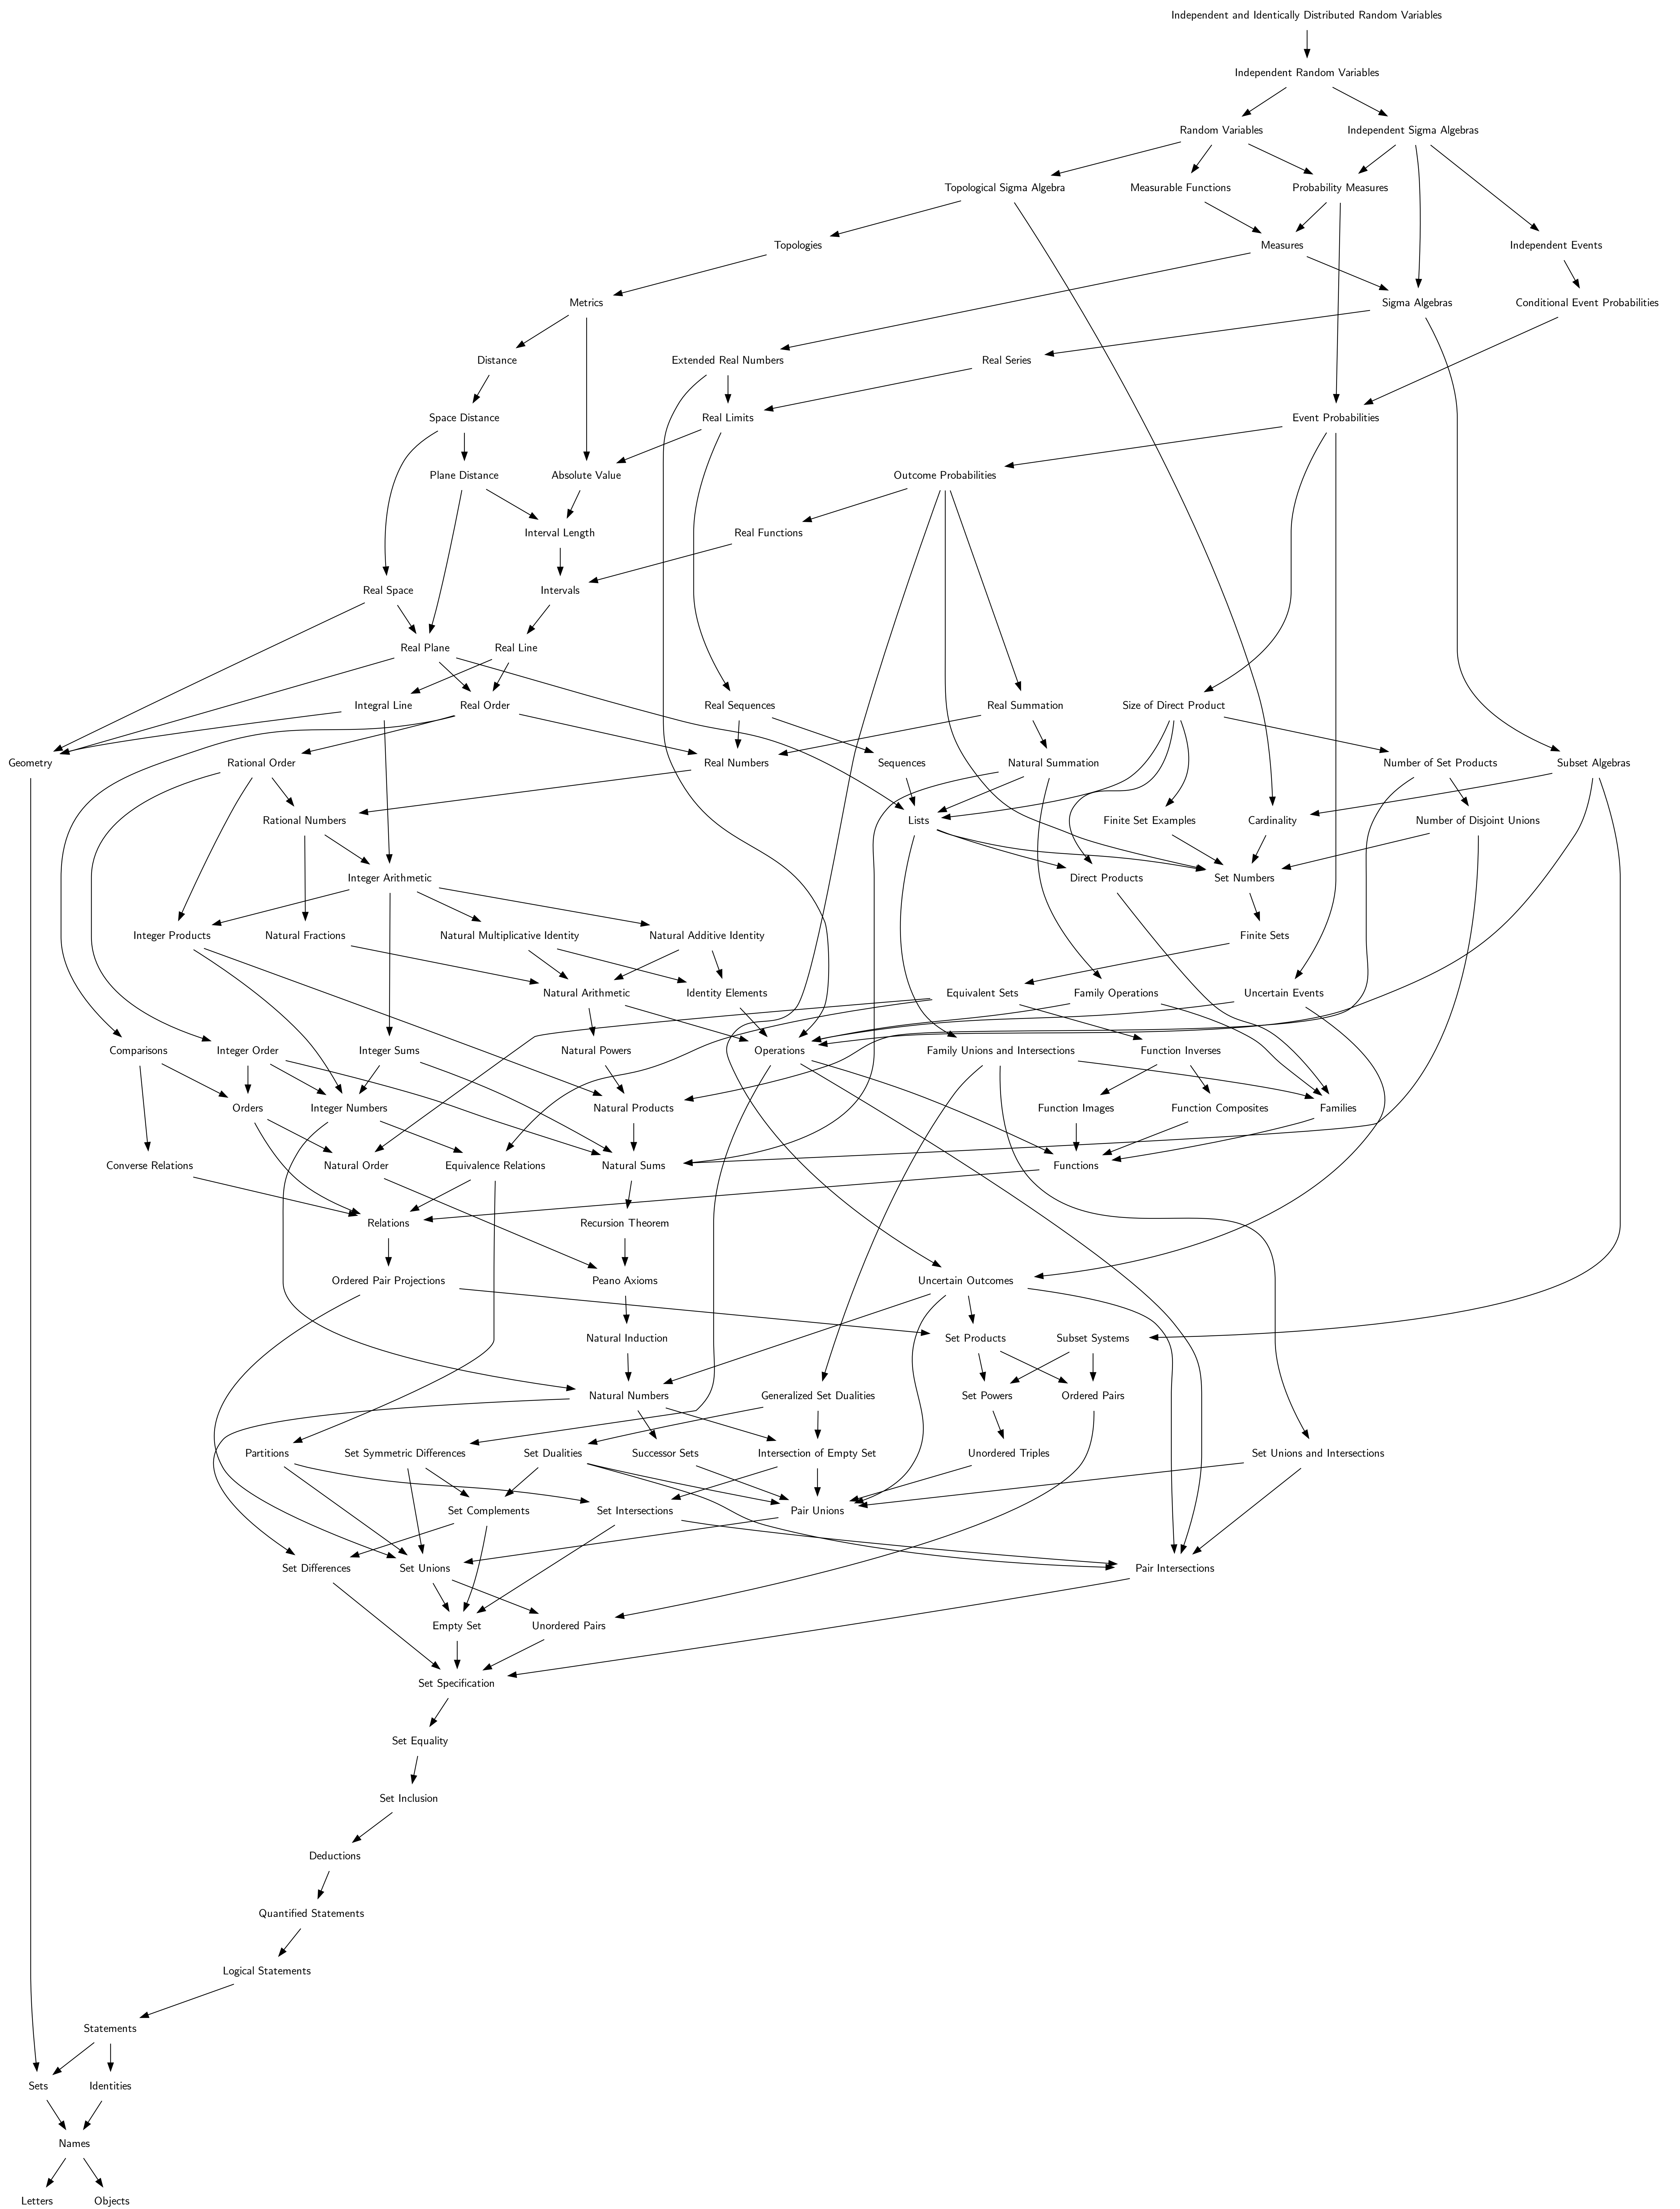 Independent and Identically Distributed Random Variables
Independent Random Variables
Random Variables
Independent Sigma Algebras
Topological Sigma Algebra
Measurable Functions
Probability Measures
Topologies
Measures
Independent Events
Metrics
Sigma Algebras
Conditional Event Probabilities
Distance
Extended Real Numbers
Real Series
Space Distance
Real Limits
Event Probabilities
Plane Distance
Absolute Value
Outcome Probabilities
Interval Length
Real Functions
Real Space
Intervals
Real Plane
Real Line
Integral Line
Real Order
Real Sequences
Real Summation
Size of Direct Product
Geometry
Rational Order
Real Numbers
Sequences
Natural Summation
Number of Set Products
Subset Algebras
Rational Numbers
Lists
Finite Set Examples
Cardinality
Number of Disjoint Unions
Integer Arithmetic
Direct Products
Set Numbers
Integer Products
Natural Fractions
Natural Multiplicative Identity
Natural Additive Identity
Finite Sets
Natural Arithmetic
Identity Elements
Equivalent Sets
Family Operations
Uncertain Events
Comparisons
Integer Order
Integer Sums
Natural Powers
Operations
Family Unions and Intersections
Function Inverses
Orders
Integer Numbers
Natural Products
Function Images
Function Composites
Families
Converse Relations
Natural Order
Equivalence Relations
Natural Sums
Functions
Relations
Recursion Theorem
Ordered Pair Projections
Peano Axioms
Uncertain Outcomes
Natural Induction
Set Products
Subset Systems
Natural Numbers
Generalized Set Dualities
Set Powers
Ordered Pairs
Partitions
Set Symmetric Differences
Set Dualities
Successor Sets
Intersection of Empty Set
Unordered Triples
Set Unions and Intersections
Set Complements
Set Intersections
Pair Unions
Set Differences
Set Unions
Pair Intersections
Empty Set
Unordered Pairs
Set Specification
Set Equality
Set Inclusion
Deductions
Quantified Statements
Logical Statements
Statements
Sets
Identities
Names
Letters
Objects